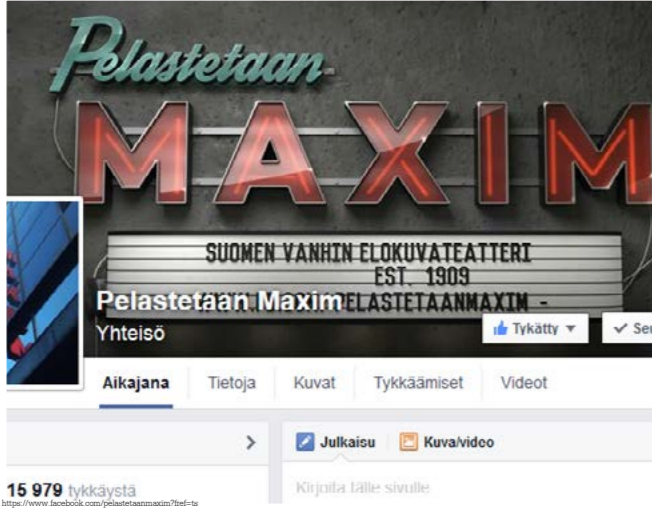 Pelastetaan
MAXIM
SUOMEN VANHIN ELOKUVATEATTERI
EST. 1909
PELASTETAANMAXIM -
Pelastetaan Maxim
Yhteisö
Tykätty
Aikajana Tietoja Kuvat Tykkäämiset Videot
Julkaisu Kuva/video
15 979 tykkäystä
Kirjoita tälle sivulle
https://www.facebook.com/pelastetaanmaxim?fref=ts